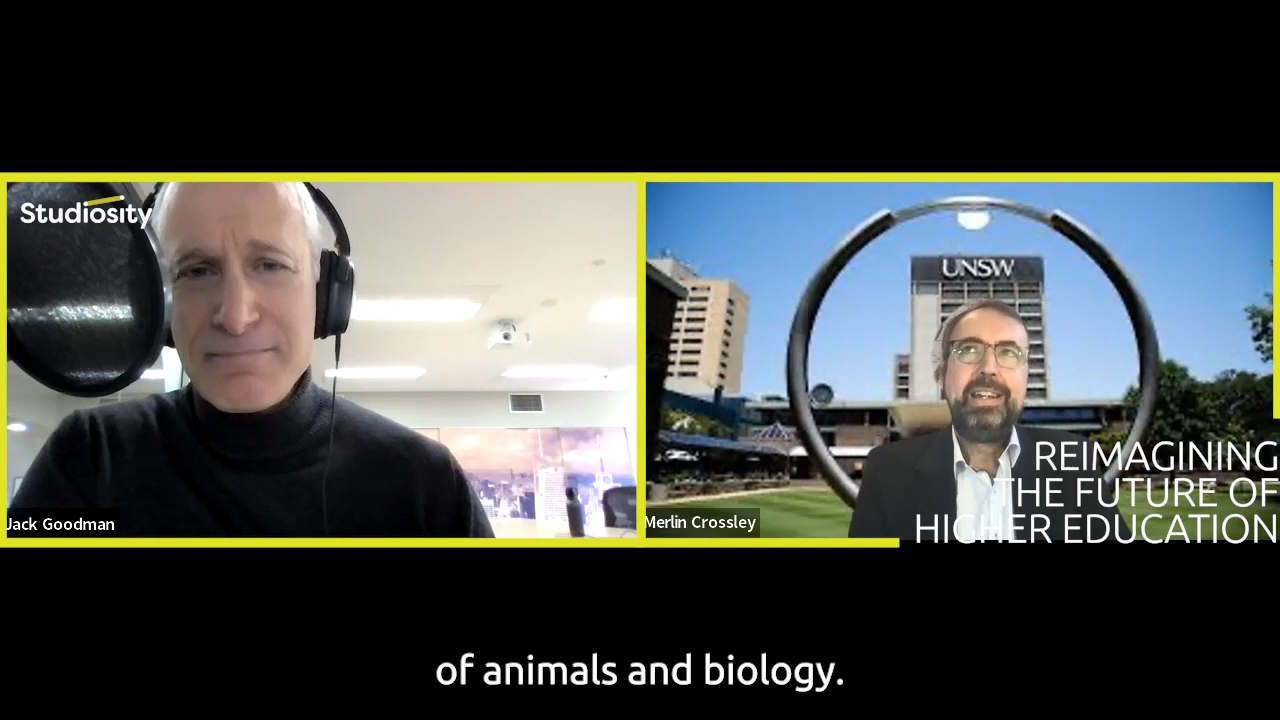 Studiosity
UNSW
REIMAGINING
THE FUTURE OF
HIGHER EDUCATION
Jack Goodman
Merlin Crossley
of animals and biology.